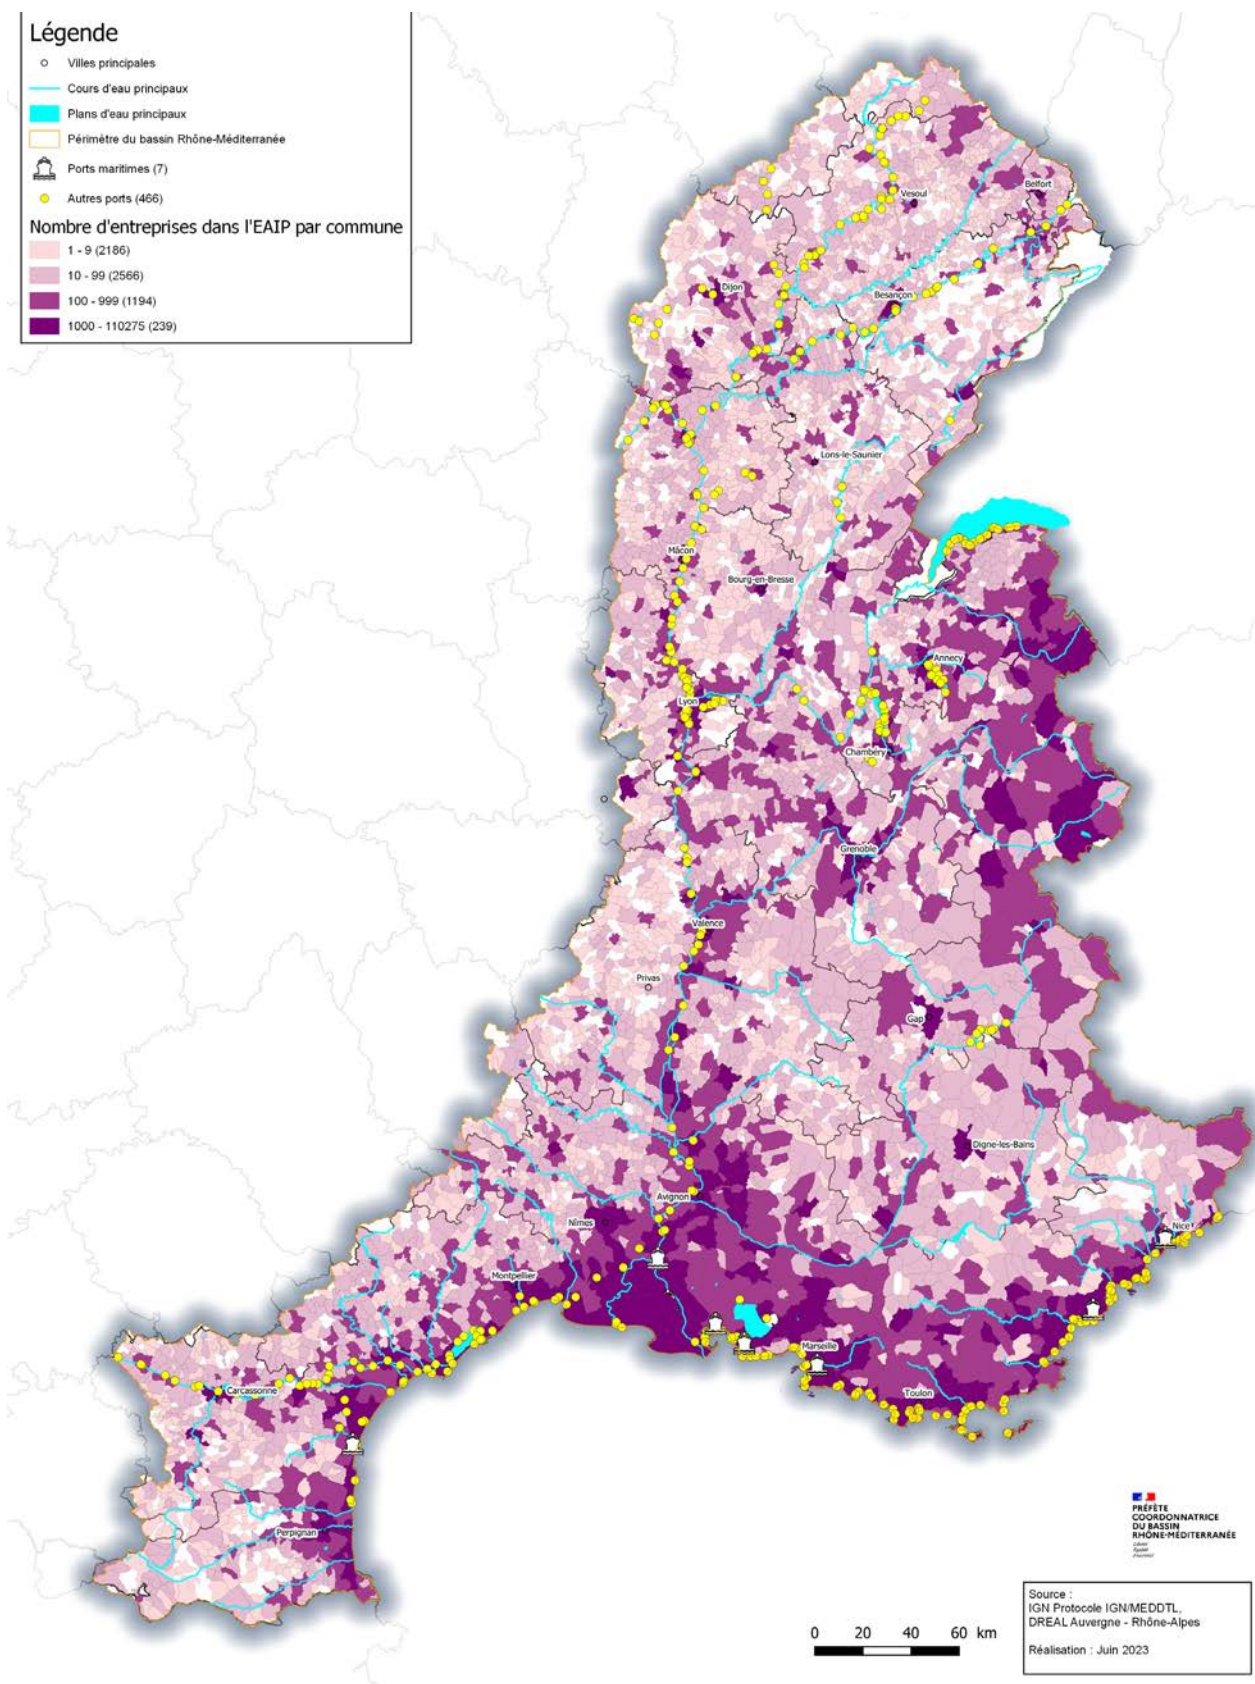 Légende
Villes principales
Cours d'eau principaux
Plans d'eau principaux
Périmètre du bassin Rhône-Méditerranée
Ports maritimes (7)
Autres ports (466)
Nombre d'entreprises dans l'EAIP par commune
1 - 9 (2186)
10 - 99 (2566)
100 - 999 (1194)
1000 - 110275 (239)
Vesoul
Belfort
Dijon
Besançon
Lons-le-Saunier
Mâcon
Bourg-en-Bresse
Annecy
Lyon
Chambéry
Grenoble
Valence
Privas
Gap
Digne-les-Bains
Avignon
Nîmes
Nice
Montpellier
Marseille
Carcassonne
Toulon
Perpignan
PRÉFÈTE
COORDONNATRICE
DU BASSIN
RHÔNE-MÉDITERRANÉE
Liberté
Égalité
Fraternité
Source :
IGN Protocole IGN/MEDDTL,
DREAL Auvergne - Rhône-Alpes
Réalisation : Juin 2023
0 20 40 60 km